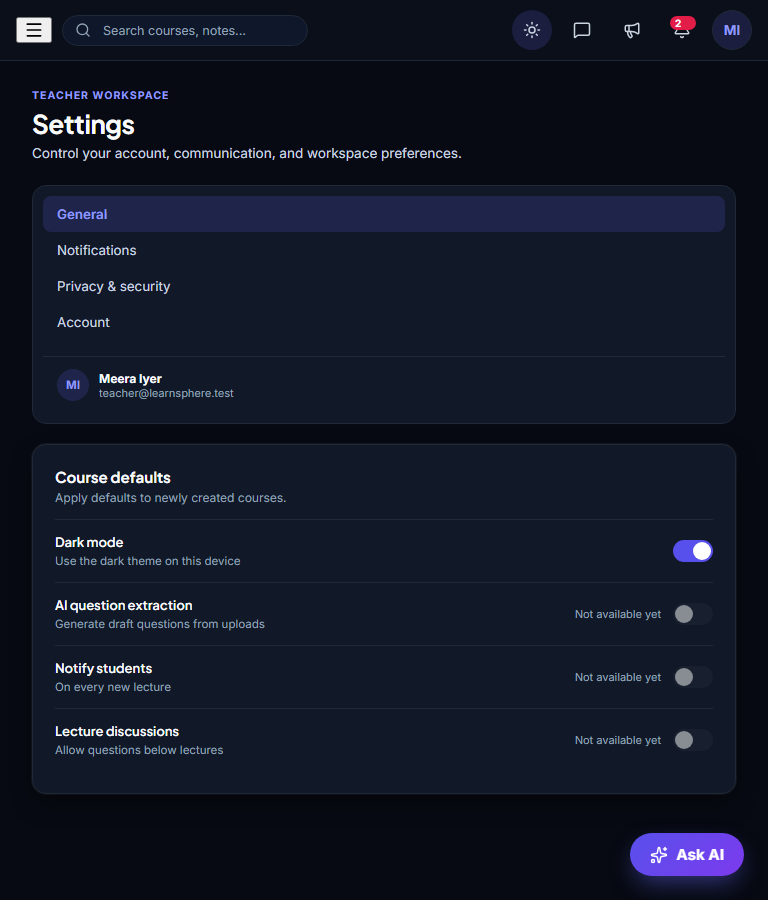 Search courses, notes...
2
MI
TEACHER WORKSPACE
Settings
Control your account, communication, and workspace preferences.
General
Notifications
Privacy & security
Account
MI
Meera Iyer
teacher@learnsphere.test
Course defaults
Apply defaults to newly created courses.
Dark mode
Use the dark theme on this device
AI question extraction
Generate draft questions from uploads
Not available yet
Notify students
On every new lecture
Not available yet
Lecture discussions
Allow questions below lectures
Not available yet
Ask AI